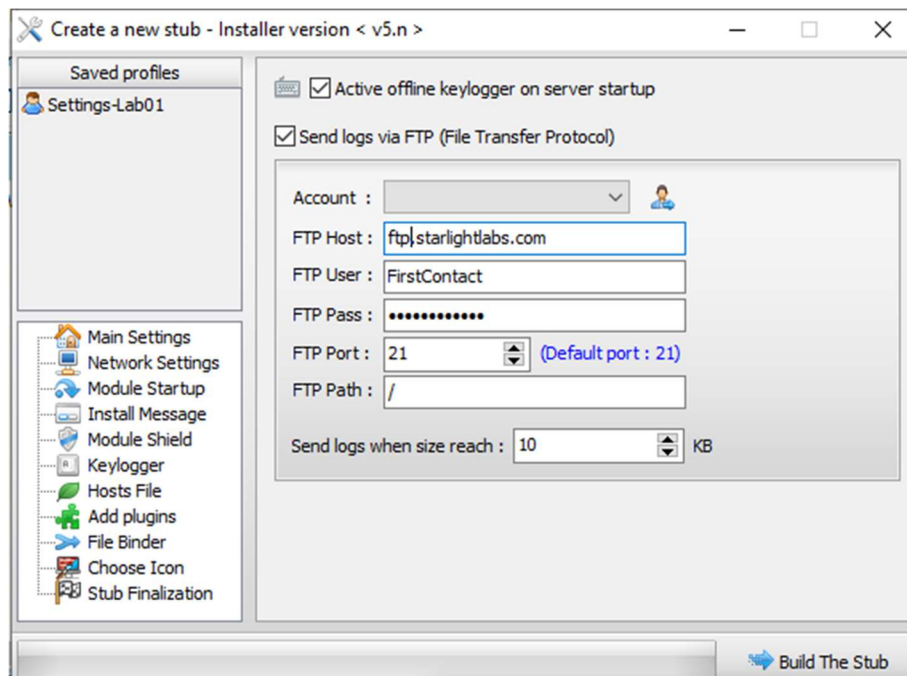 Create a new stub - Installer version < v5.n >
Saved profiles
Settings-Lab01
Main Settings
Network Settings
Module Startup
Install Message
Module Shield
Keylogger
Hosts File
Add plugins
File Binder
Choose Icon
Stub Finalization
Active offline keylogger on server startup
Send logs via FTP (File Transfer Protocol)
Account :
FTP Host : ftp.starlightlabs.com
FTP User : FirstContact
FTP Pass : ••••••••••••
FTP Port : 21 (Default port : 21)
FTP Path : /
Send logs when size reach : 10 KB
Build The Stub